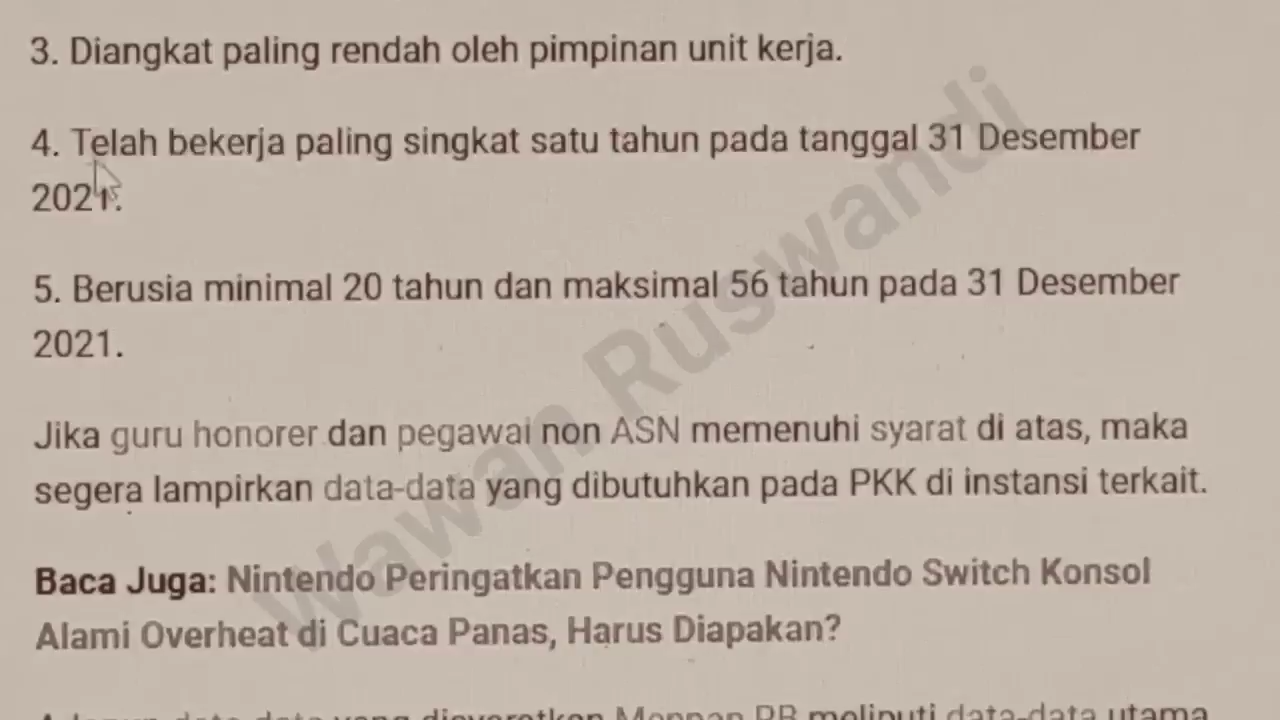 3. Diangkat paling rendah oleh pimpinan unit kerja.
4. Telah bekerja paling singkat satu tahun pada tanggal 31 Desember
2021.
5. Berusia minimal 20 tahun dan maksimal 56 tahun pada 31 Desember
2021.
Jika guru honorer dan pegawai non ASN memenuhi syarat di atas, maka
segera lampirkan data-data yang dibutuhkan pada PKK di instansi terkait.
Baca Juga: Nintendo Peringatkan Pengguna Nintendo Switch Konsol
Alami Overheat di Cuaca Panas, Harus Diapakan?
data-data utama
Wawan Ruswandi